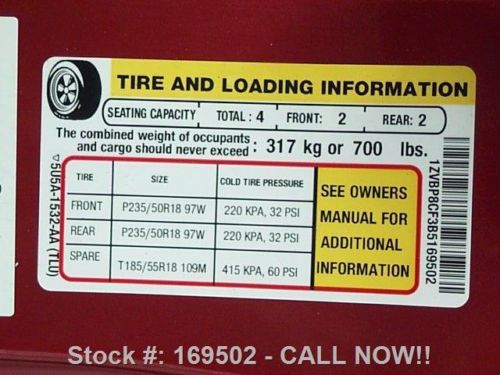 TIRE AND LOADING INFORMATION
SEATING CAPACITY TOTAL: 4 FRONT: 2 REAR: 2
The combined weight of occupants
and cargo should never exceed: 317 kg or 700 lbs.
TIRE SIZE COLD TIRE PRESSURE
FRONT P235/50R18 97W 220 KPA, 32 PSI
REAR P235/50R18 97W 220 KPA, 32 PSI
SPARE T185/55R18 109M 415 KPA, 60 PSI
SEE OWNERS
MANUAL FOR
ADDITIONAL
INFORMATION
▽5U5A-1532-AA (TL0)
1ZVBP8CF3B5169502
Stock #: 169502 - CALL NOW!!